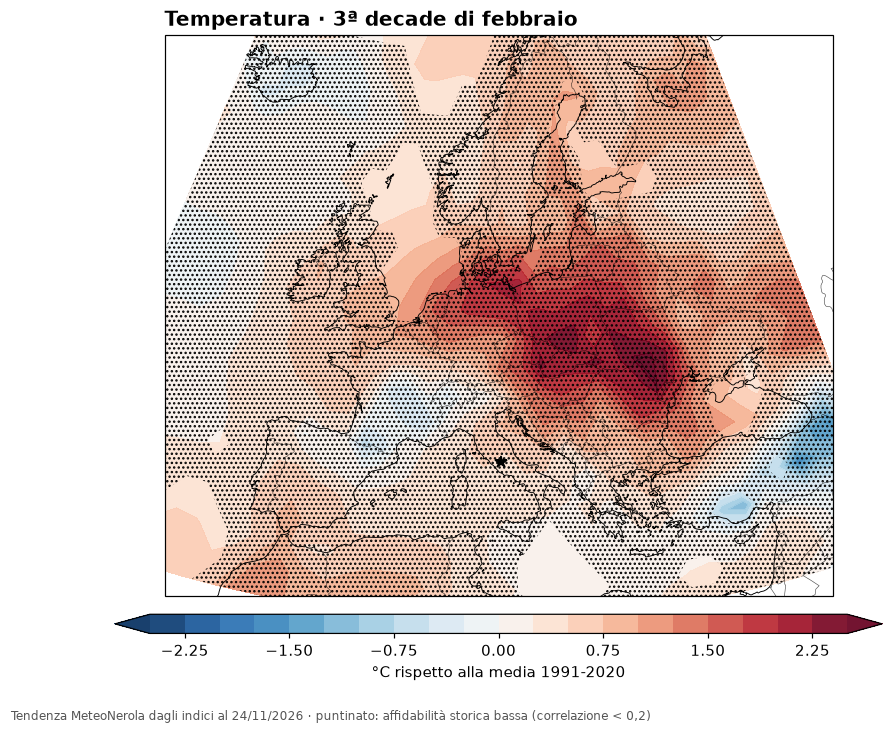 Temperatura · 3ª decade di febbraio
−2.25 −1.50 −0.75 0.00 0.75 1.50 2.25
°C rispetto alla media 1991-2020
Tendenza MeteoNerola dagli indici al 24/11/2026 · puntinato: affidabilità storica bassa (correlazione < 0,2)